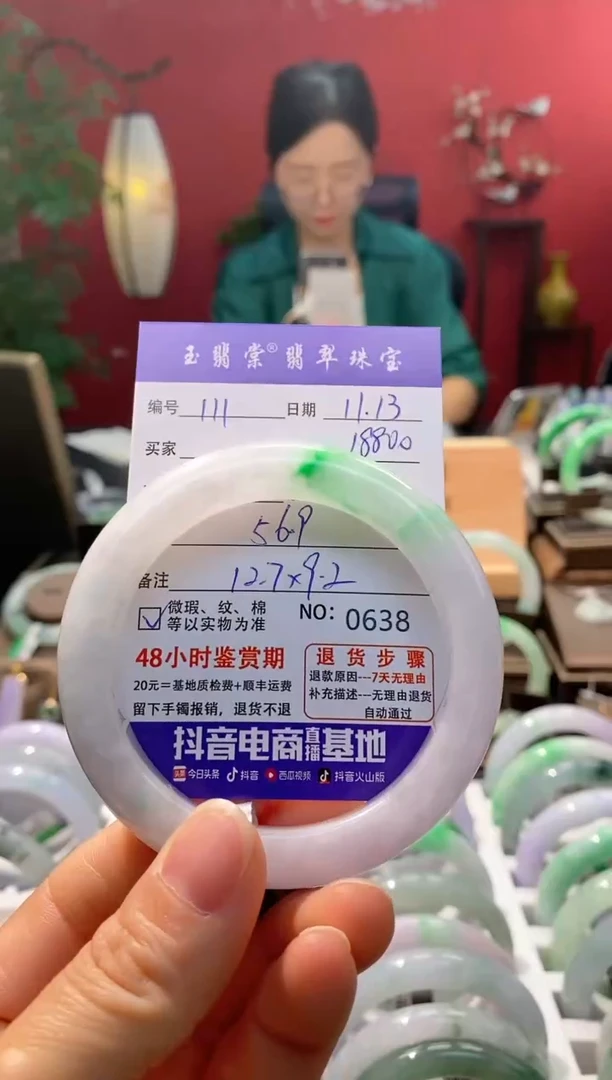 玉翡棠®翡翠珠宝
编号 111 日期 11.13
买家 18800
56.9
备注 12.7×9.2
微瑕、纹、棉
等以实物为准
NO: 0638
48小时鉴赏期
20元=基地质检费+顺丰运费
留下手镯报销，退货不退
退货步骤
退款原因---7天无理由
补充描述---无理由退货
自动通过
抖音电商直播基地
头条 今日头条 抖音 西瓜视频 抖音火山版